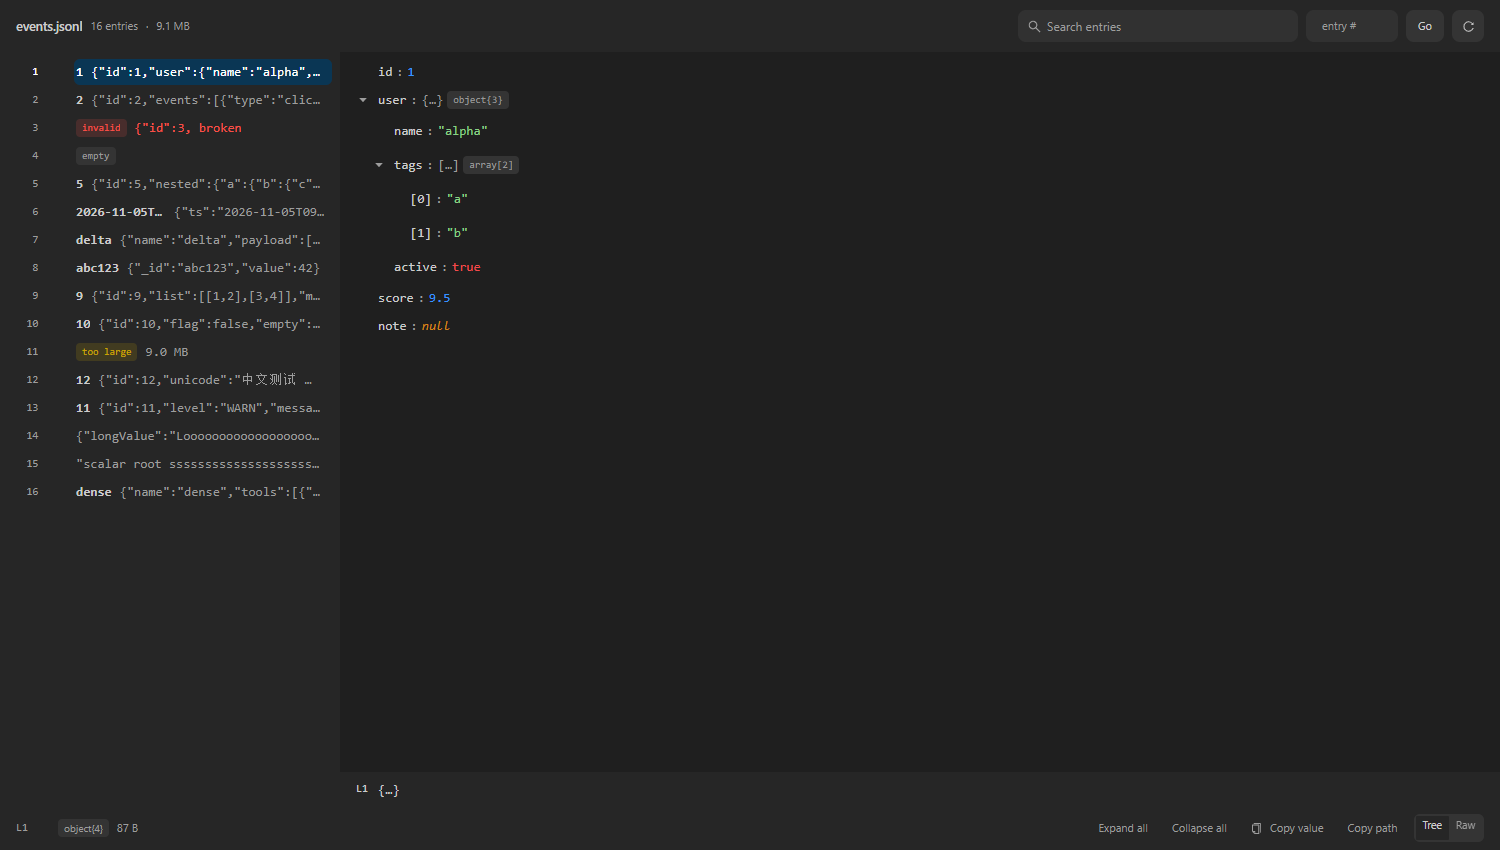 events.jsonl 16 entries · 9.1 MB Search entries entry # Go
1 1 {"id":1,"user":{"name":"alpha",…
2 2 {"id":2,"events":[{"type":"clic…
3 invalid {"id":3, broken
4 empty
5 5 {"id":5,"nested":{"a":{"b":{"c"…
6 2026-11-05T… {"ts":"2026-11-05T09…
7 delta {"name":"delta","payload":[…
8 abc123 {"_id":"abc123","value":42}
9 9 {"id":9,"list":[[1,2],[3,4]],"m…
10 10 {"id":10,"flag":false,"empty":…
11 too large 9.0 MB
12 12 {"id":12,"unicode":"中文测试 …
13 11 {"id":11,"level":"WARN","messa…
14 {"longValue":"Looooooooooooooooooo…
15 "scalar root ssssssssssssssssssss…
16 dense {"name":"dense","tools":[{"…
id : 1
user : {…} object{3}
name : "alpha"
tags : […] array[2]
[0] : "a"
[1] : "b"
active : true
score : 9.5
note : null
L1 {…}
L1 object{4} 87 B Expand all Collapse all Copy value Copy path Tree Raw